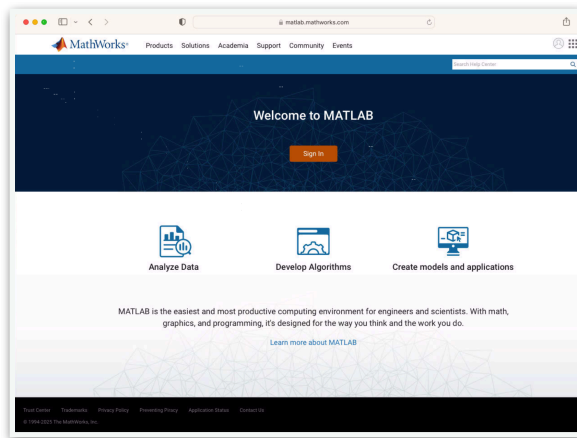 matlab.mathworks.com
MathWorks®
Products Solutions Academia Support Community Events
Search Help Center
Welcome to MATLAB
Sign In
Analyze Data
Develop Algorithms
Create models and applications
MATLAB is the easiest and most productive computing environment for engineers and scientists. With math,
graphics, and programming, it's designed for the way you think and the work you do.
Learn more about MATLAB
Trust Center Trademarks Privacy Policy Preventing Piracy Application Status Contact Us
© 1994-2025 The MathWorks, Inc.